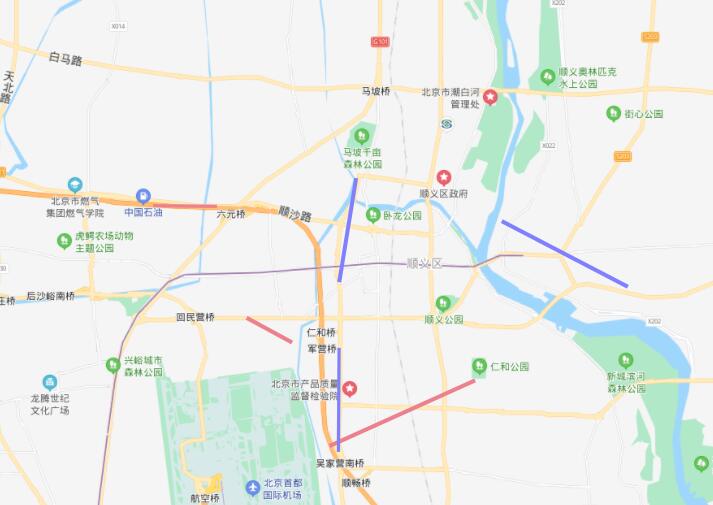 X202
X014
S203
G101
白马路
顺义奥林匹克
水上公园
天北路
马坡桥
北京市潮白河
管理处
街心公园
马坡千亩
森林公园
X022
S203
北京市燃气
集团燃气学院
中国石油
六元桥
顺沙路
卧龙公园
顺义区政府
虎鳄农场动物
主题公园
顺义区
后沙峪南桥
庄桥
回民营桥
仁和桥
顺义公园
X202
军营桥
兴峪城市
森林公园
仁和公园
新城滨河
森林公园
北京市产品质量
监督检验院
龙腾世纪
文化广场
吴家营南桥
顺畅桥
北京首都
国际机场
航空桥